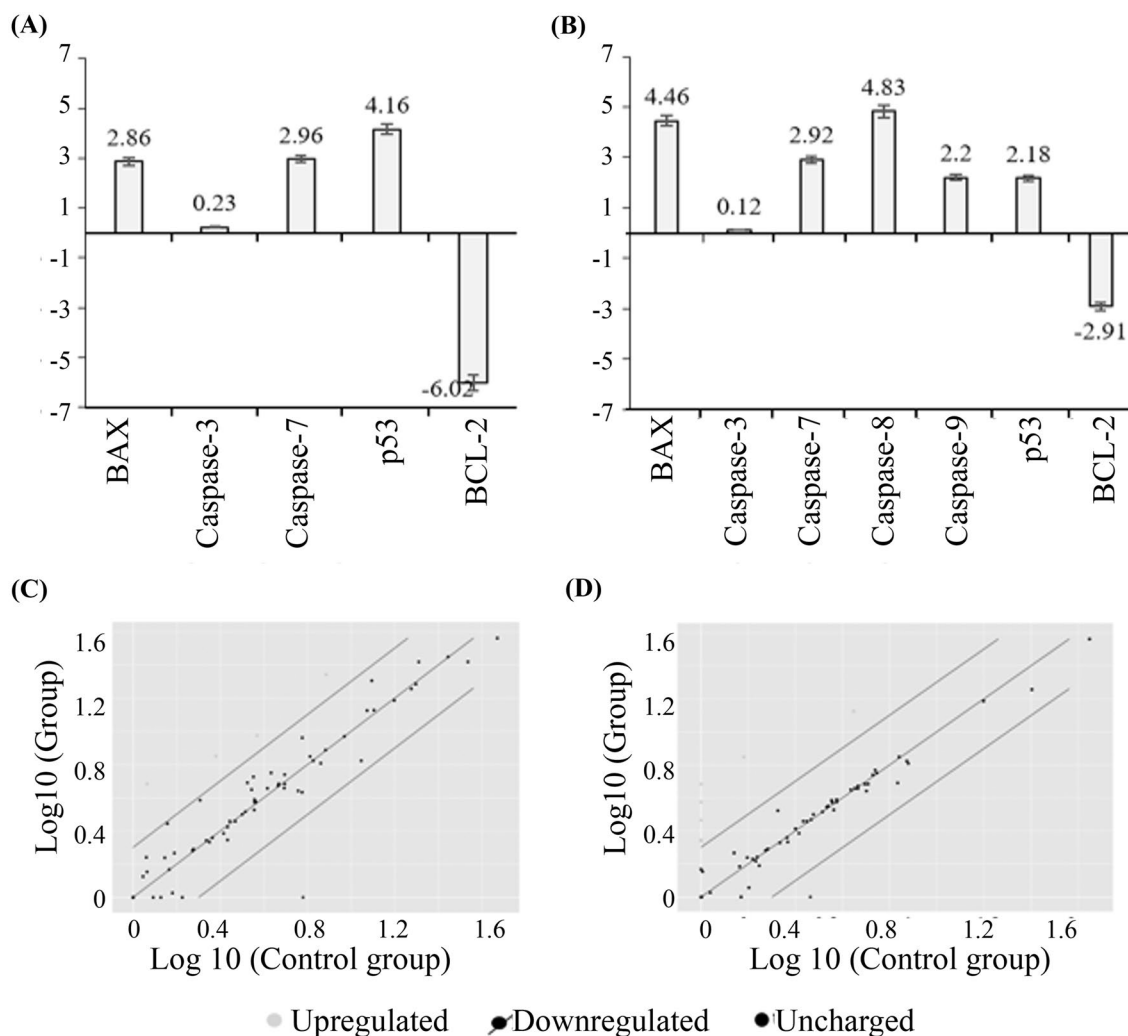 (A)
(B)
7
5
3
1
-1
-3
-5
-7
2.86
0.23
2.96
4.16
-6.02
BAX
Caspase-3
Caspase-7
p53
BCL-2
7
5
3
1
-1
-3
-5
-7
4.46
0.12
2.92
4.83
2.2
2.18
-2.91
BAX
Caspase-3
Caspase-7
Caspase-8
Caspase-9
p53
BCL-2
(C)
(D)
1.6
1.2
0.8
0.4
0
Log10 (Group)
0 0.4 0.8 1.2 1.6
Log 10 (Control group)
1.6
1.2
0.8
0.4
0
Log10 (Group)
0 0.4 0.8 1.2 1.6
Log 10 (Control group)
Upregulated Downregulated Uncharged